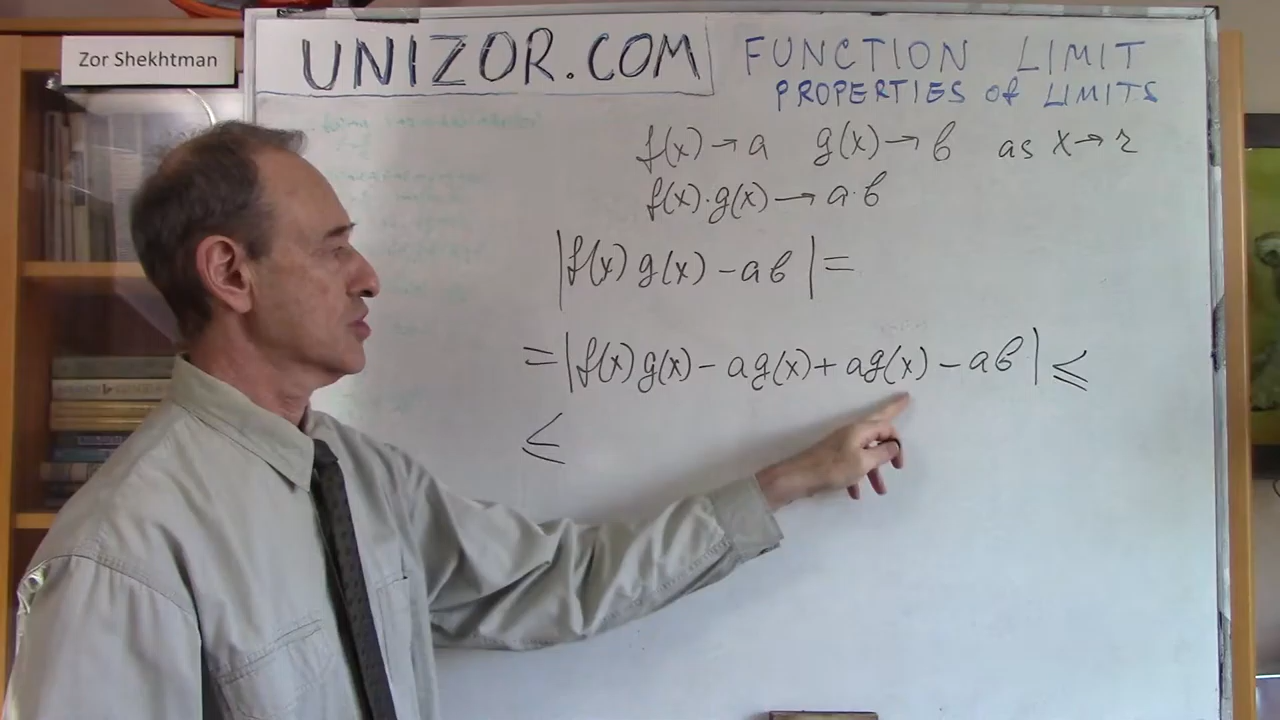 Zor Shekhtman
UNIZOR.COM
FUNCTION LIMIT
PROPERTIES of LIMITS
f(x)→a g(x)→b as x→r
f(x)·g(x)→a·b
|f(x)g(x)-ab|=
=|f(x)g(x)-ag(x)+ag(x)-ab|≤
≤